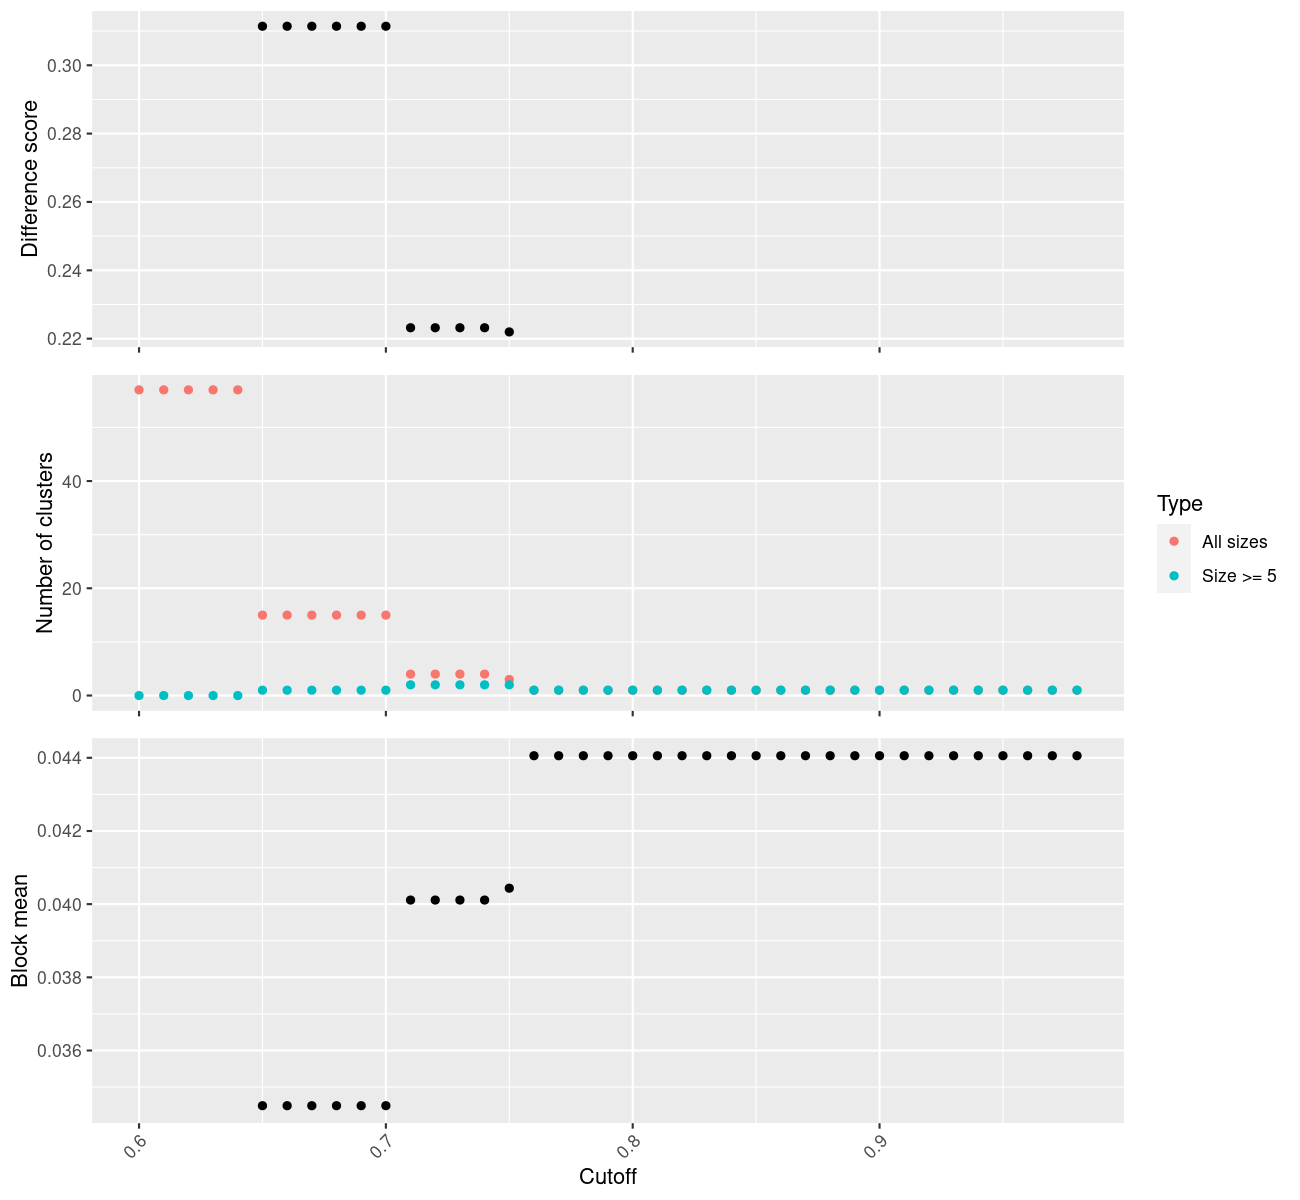 Difference score
0.30
0.28
0.26
0.24
0.22
Number of clusters
40
20
0
Block mean
0.044
0.042
0.040
0.038
0.036
0.6
0.7
0.8
0.9
Cutoff
Type
All sizes
Size >= 5